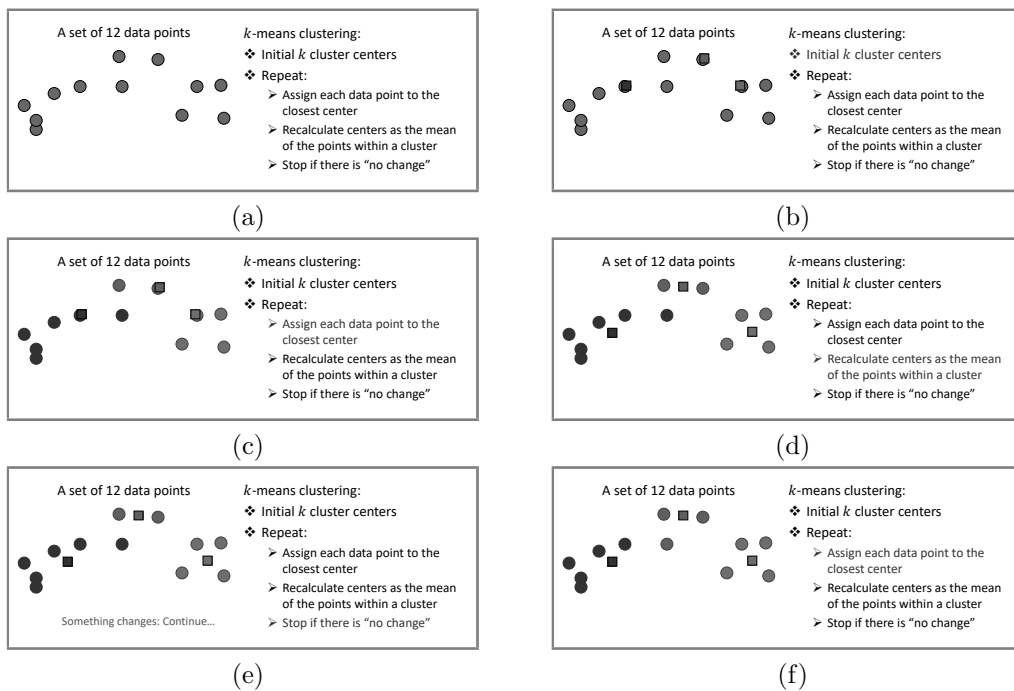 A set of 12 data points
k-means clustering:
❖ Initial k cluster centers
❖ Repeat:
➢ Assign each data point to the
closest center
➢ Recalculate centers as the mean
of the points within a cluster
➢ Stop if there is “no change”
(a)
A set of 12 data points
k-means clustering:
❖ Initial k cluster centers
❖ Repeat:
➢ Assign each data point to the
closest center
➢ Recalculate centers as the mean
of the points within a cluster
➢ Stop if there is “no change”
(b)
A set of 12 data points
k-means clustering:
❖ Initial k cluster centers
❖ Repeat:
➢ Assign each data point to the
closest center
➢ Recalculate centers as the mean
of the points within a cluster
➢ Stop if there is “no change”
(c)
A set of 12 data points
k-means clustering:
❖ Initial k cluster centers
❖ Repeat:
➢ Assign each data point to the
closest center
➢ Recalculate centers as the mean
of the points within a cluster
➢ Stop if there is “no change”
(d)
A set of 12 data points
k-means clustering:
❖ Initial k cluster centers
❖ Repeat:
➢ Assign each data point to the
closest center
➢ Recalculate centers as the mean
of the points within a cluster
➢ Stop if there is “no change”
Something changes: Continue…
(e)
A set of 12 data points
k-means clustering:
❖ Initial k cluster centers
❖ Repeat:
➢ Assign each data point to the
closest center
➢ Recalculate centers as the mean
of the points within a cluster
➢ Stop if there is “no change”
(f)